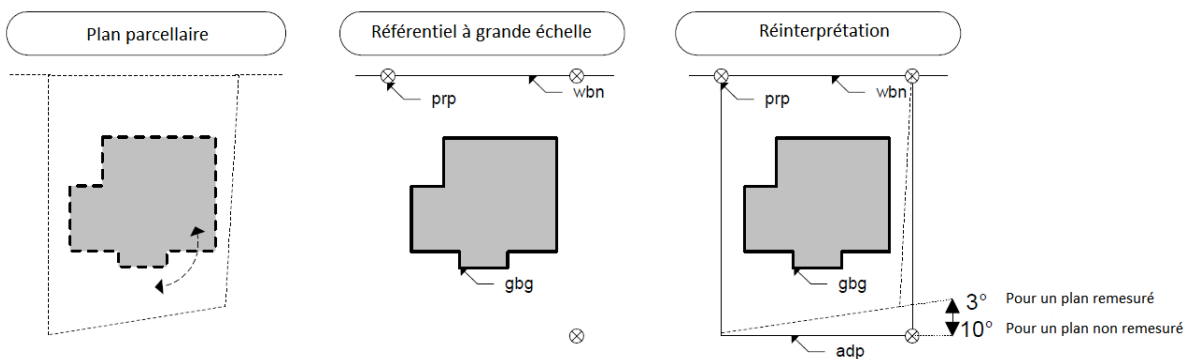 Plan parcellaire
Référentiel à grande échelle
Réinterprétation
prp
wbn
prp
wbn
gbg
gbg
3° Pour un plan remesuré
10° Pour un plan non remesuré
adp